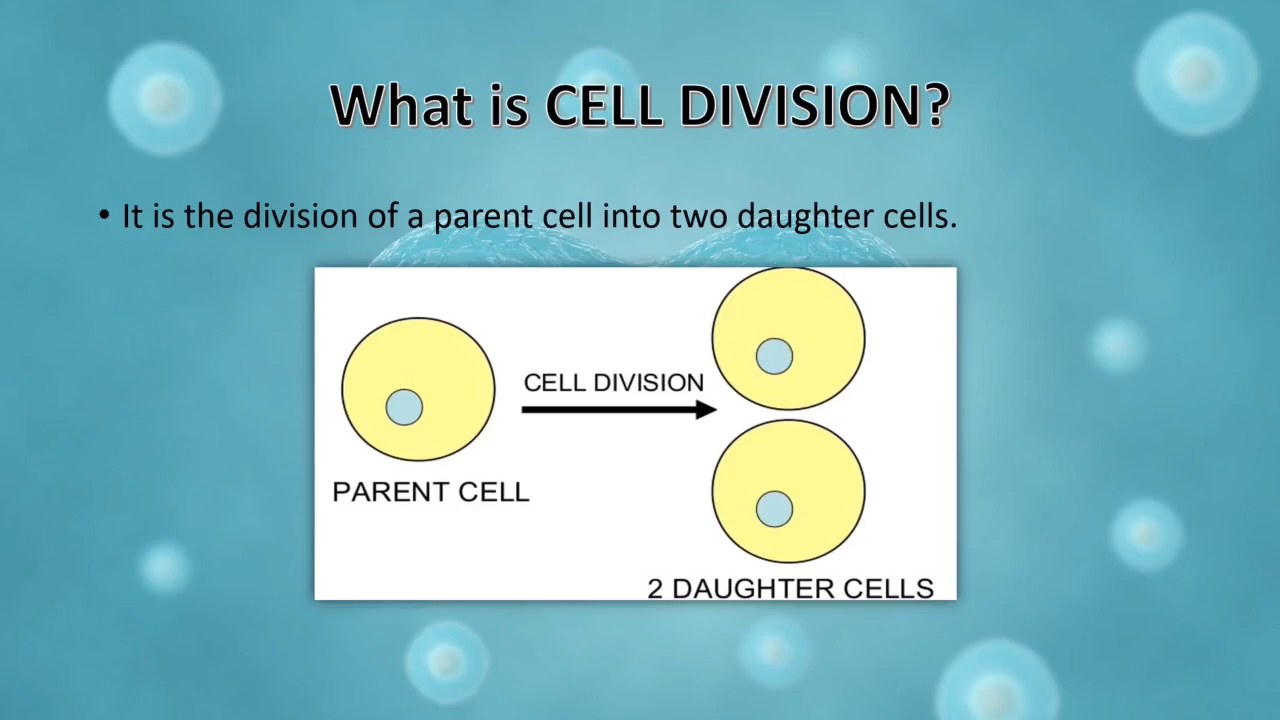 What is CELL DIVISION?
• It is the division of a parent cell into two daughter cells.
CELL DIVISION
PARENT CELL
2 DAUGHTER CELLS